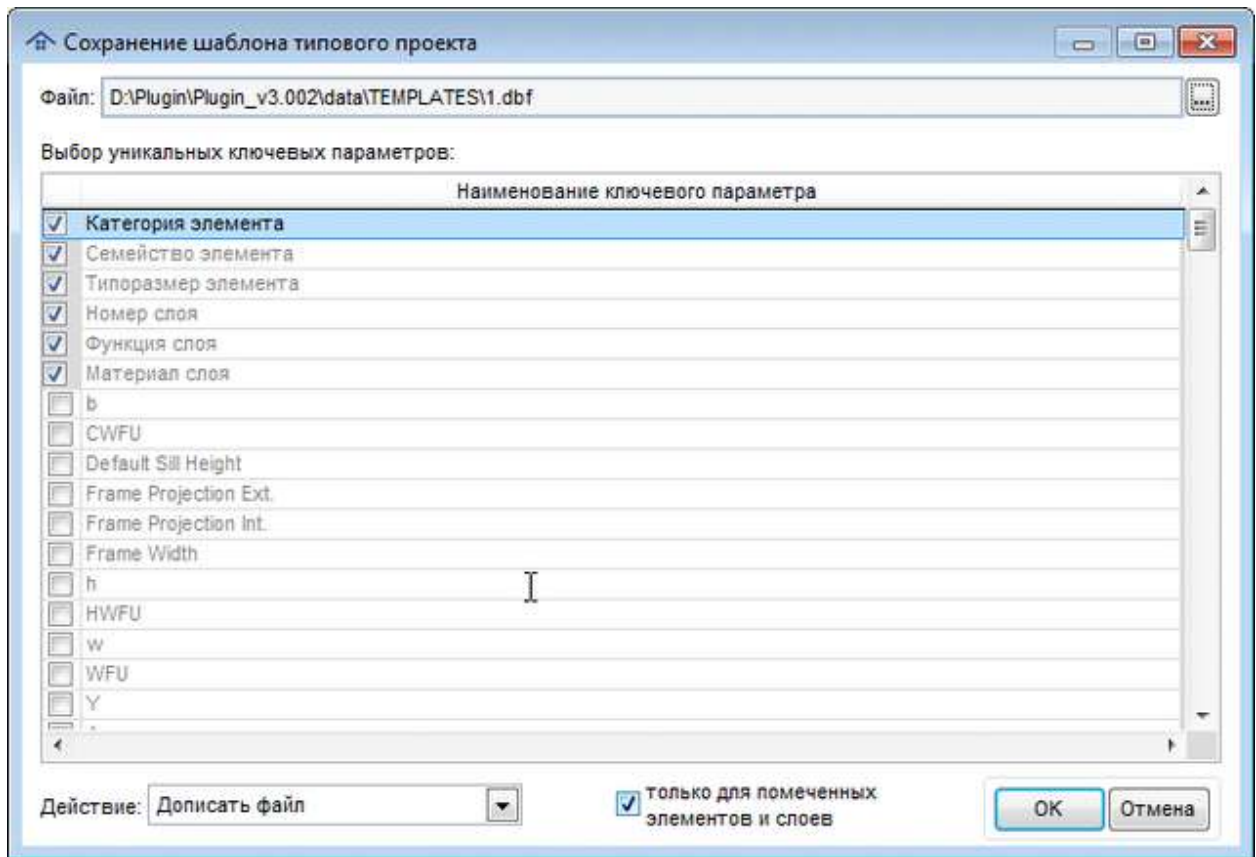 Сохранение шаблона типового проекта
Файл: D:\Plugin\Plugin_v3.002\data\TEMPLATES\1.dbf
...
Выбор уникальных ключевых параметров:
Наименование ключевого параметра
Категория элемента
Семейство элемента
Типоразмер элемента
Номер слоя
Функция слоя
Материал слоя
b
CWFU
Default Sill Height
Frame Projection Ext.
Frame Projection Int.
Frame Width
h
HWFU
w
WFU
Y
Действие: Дописать файл
только для помеченных
элементов и слоев
OK
Отмена